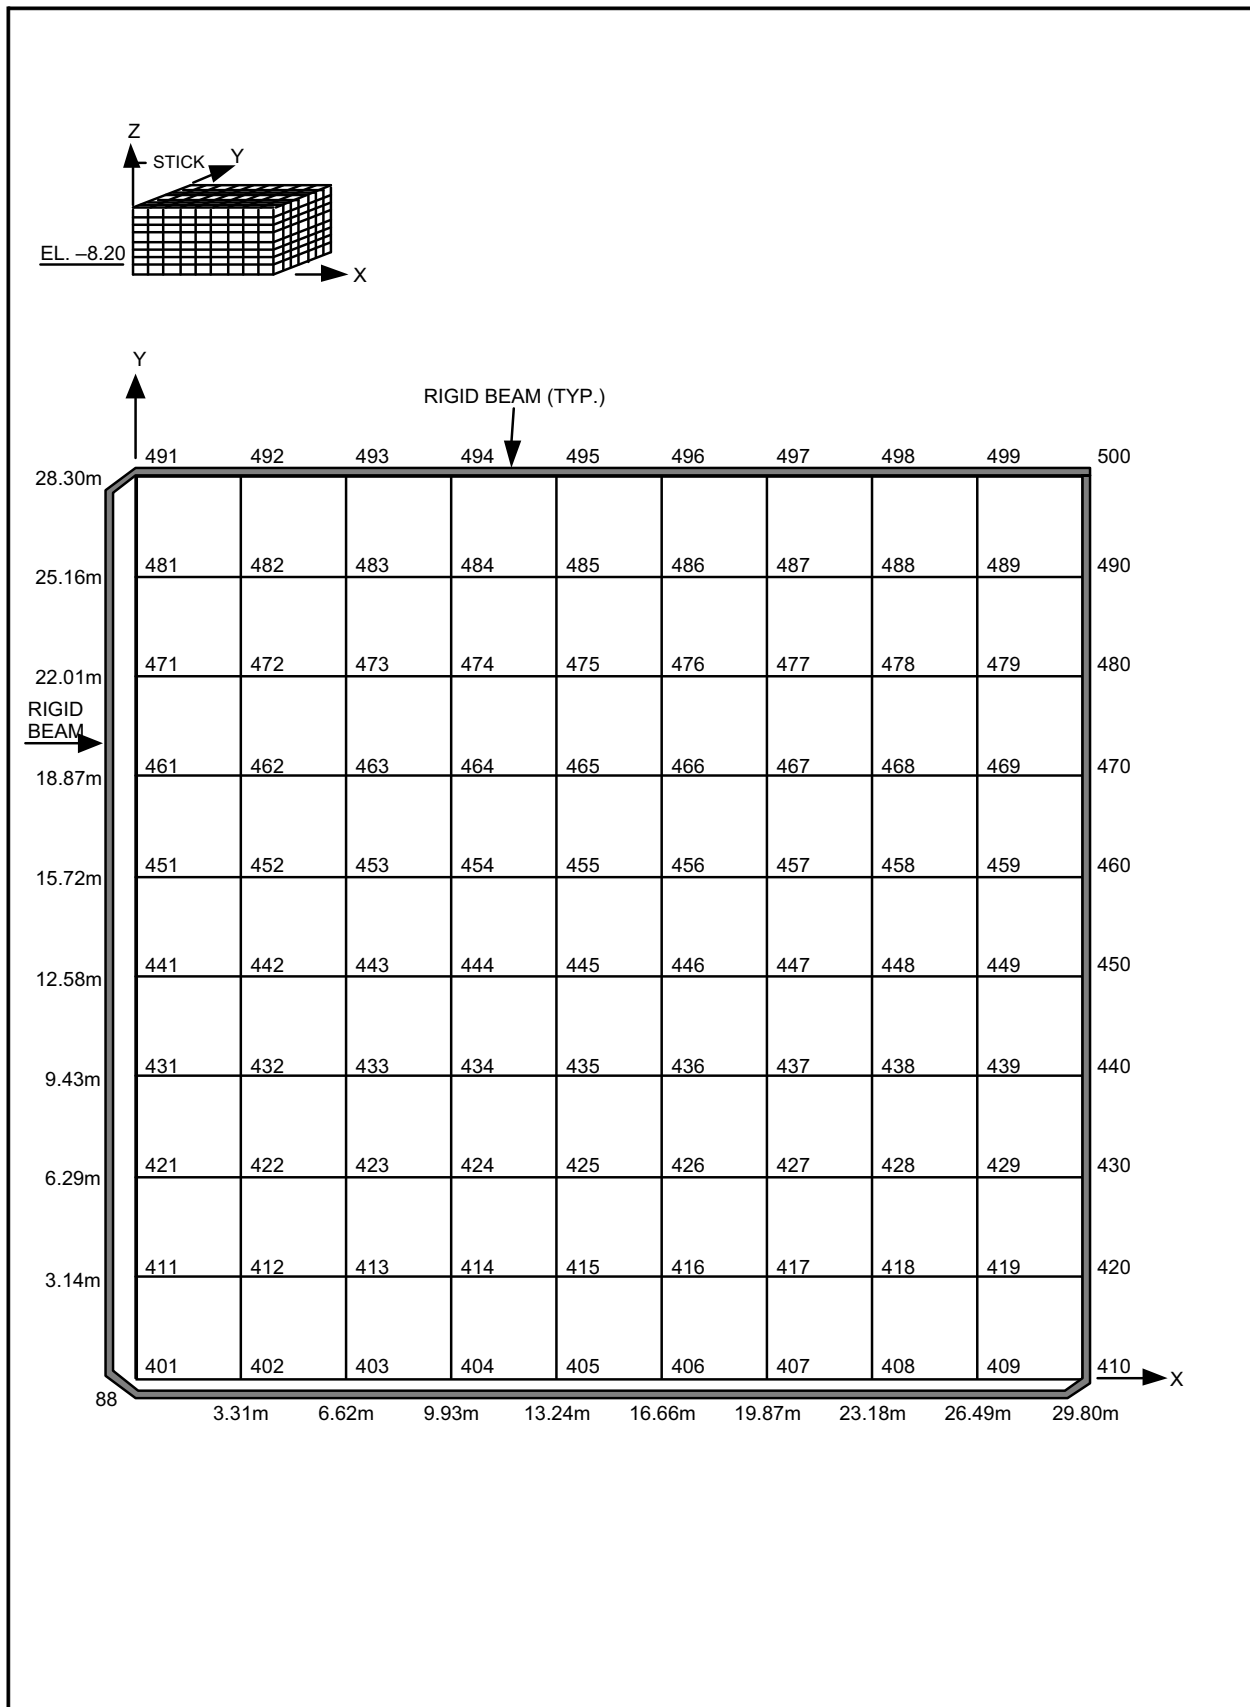 Z
STICK Y
EL. –8.20
X
Y
RIGID BEAM (TYP.)
491 492 493 494 495 496 497 498 499 500
28.30m
481 482 483 484 485 486 487 488 489 490
25.16m
471 472 473 474 475 476 477 478 479 480
22.01m
RIGID
BEAM
461 462 463 464 465 466 467 468 469 470
18.87m
451 452 453 454 455 456 457 458 459 460
15.72m
441 442 443 444 445 446 447 448 449 450
12.58m
431 432 433 434 435 436 437 438 439 440
9.43m
421 422 423 424 425 426 427 428 429 430
6.29m
411 412 413 414 415 416 417 418 419 420
3.14m
401 402 403 404 405 406 407 408 409 410 X
88
3.31m 6.62m 9.93m 13.24m 16.66m 19.87m 23.18m 26.49m 29.80m